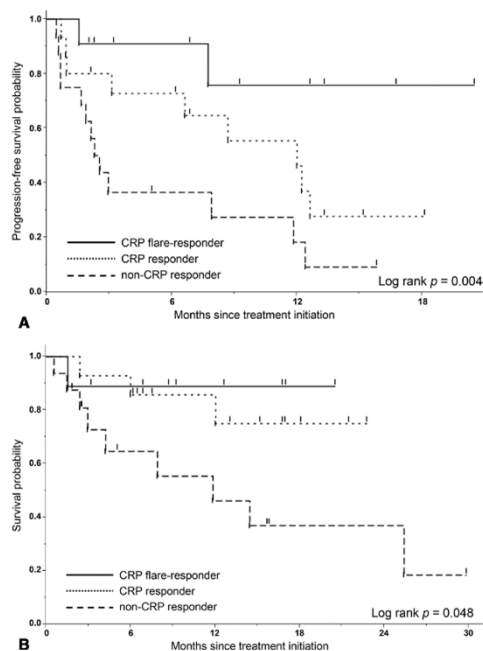 1.0
0.8
0.6
0.4
0.2
0.0
Progression-free survival probability
CRP flare-responder
CRP responder
non-CRP responder
Log rank p = 0.004
0 6 12 18
Months since treatment initiation
A
1.0
0.8
0.6
0.4
0.2
0.0
Survival probability
CRP flare-responder
CRP responder
non-CRP responder
Log rank p = 0.048
0 6 12 18 24 30
Months since treatment initiation
B